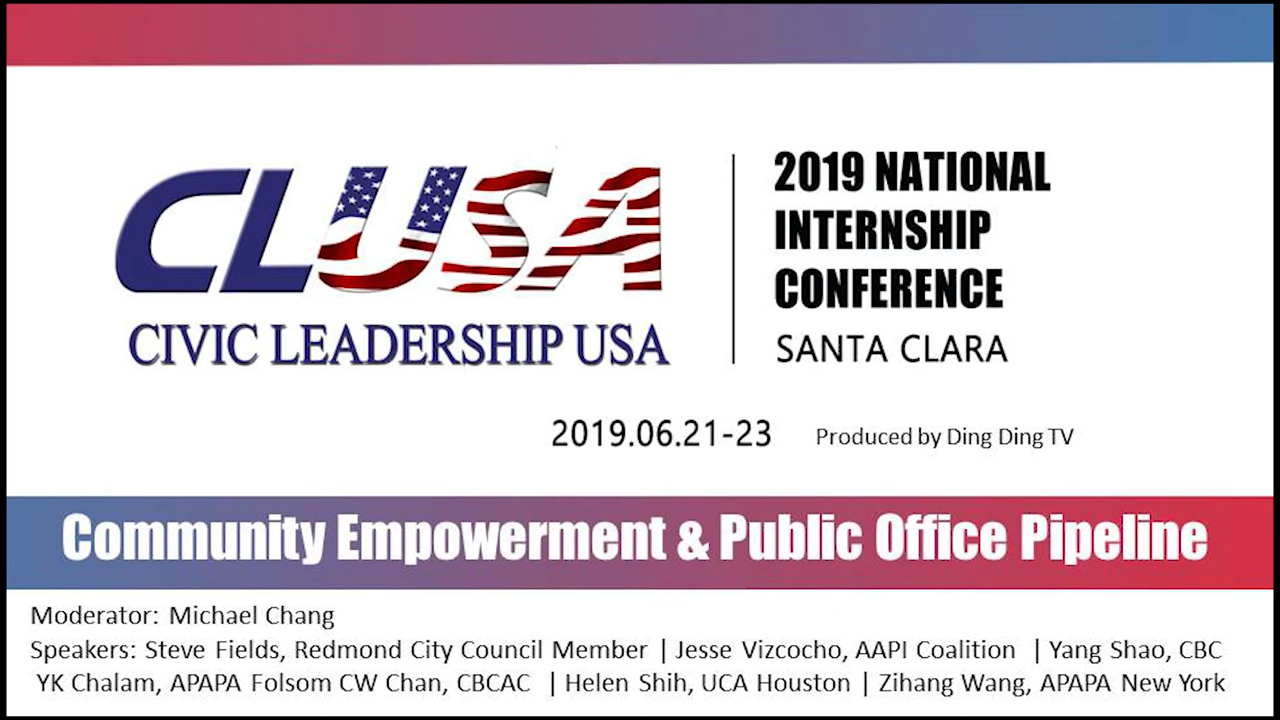 CLUSA
CIVIC LEADERSHIP USA
2019 NATIONAL
INTERNSHIP
CONFERENCE
SANTA CLARA
2019.06.21-23
Produced by Ding Ding TV
Community Empowerment & Public Office Pipeline
Moderator: Michael Chang
Speakers: Steve Fields, Redmond City Council Member | Jesse Vizcocho, AAPI Coalition | Yang Shao, CBC
YK Chalam, APAPA Folsom CW Chan, CBCAC | Helen Shih, UCA Houston | Zihang Wang, APAPA New York